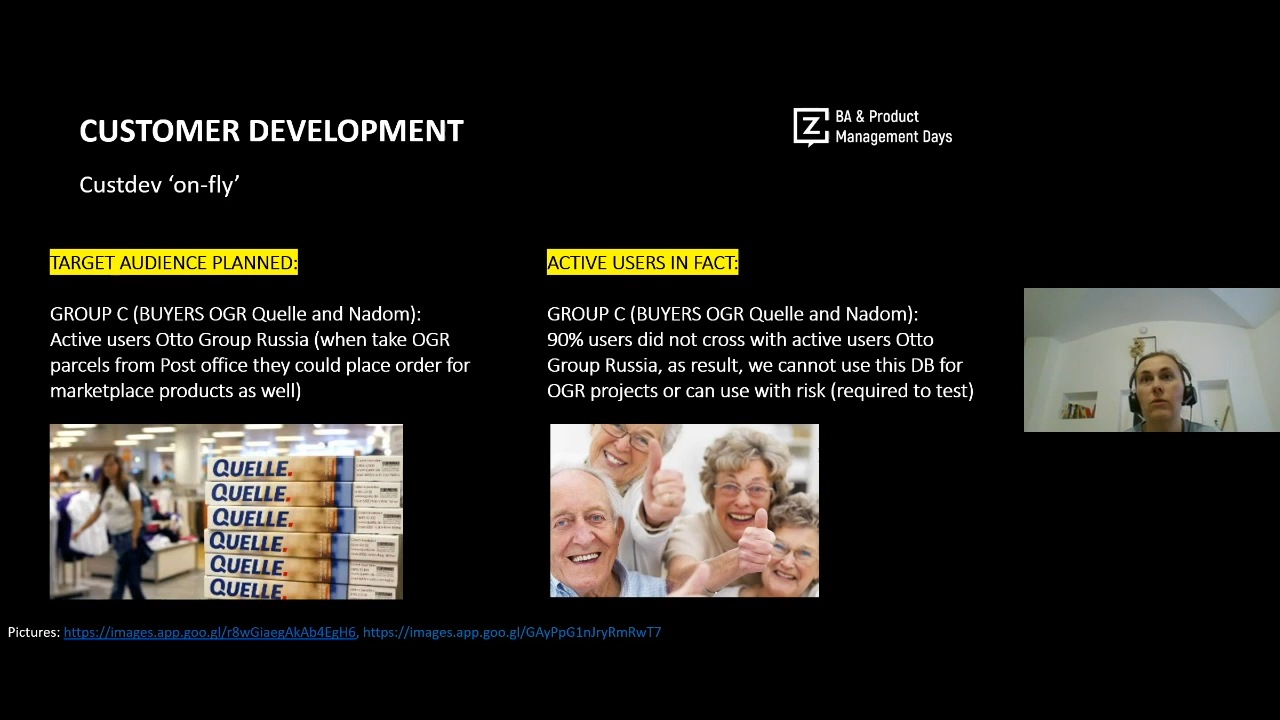 CUSTOMER DEVELOPMENT
Z BA & Product
Management Days
Custdev ‘on-fly’
TARGET AUDIENCE PLANNED:
GROUP C (BUYERS OGR Quelle and Nadom):
Active users Otto Group Russia (when take OGR
parcels from Post office they could place order for
marketplace products as well)
ACTIVE USERS IN FACT:
GROUP C (BUYERS OGR Quelle and Nadom):
90% users did not cross with active users Otto
Group Russia, as result, we cannot use this DB for
OGR projects or can use with risk (required to test)
QUELLE.
QUELLE.
QUELLE.
QUELLE.
QUELLE.
QUELLE.
Pictures: https://images.app.goo.gl/r8wGiaegAkAb4EgH6, https://images.app.goo.gl/GAyPpG1nJryRmRwT7